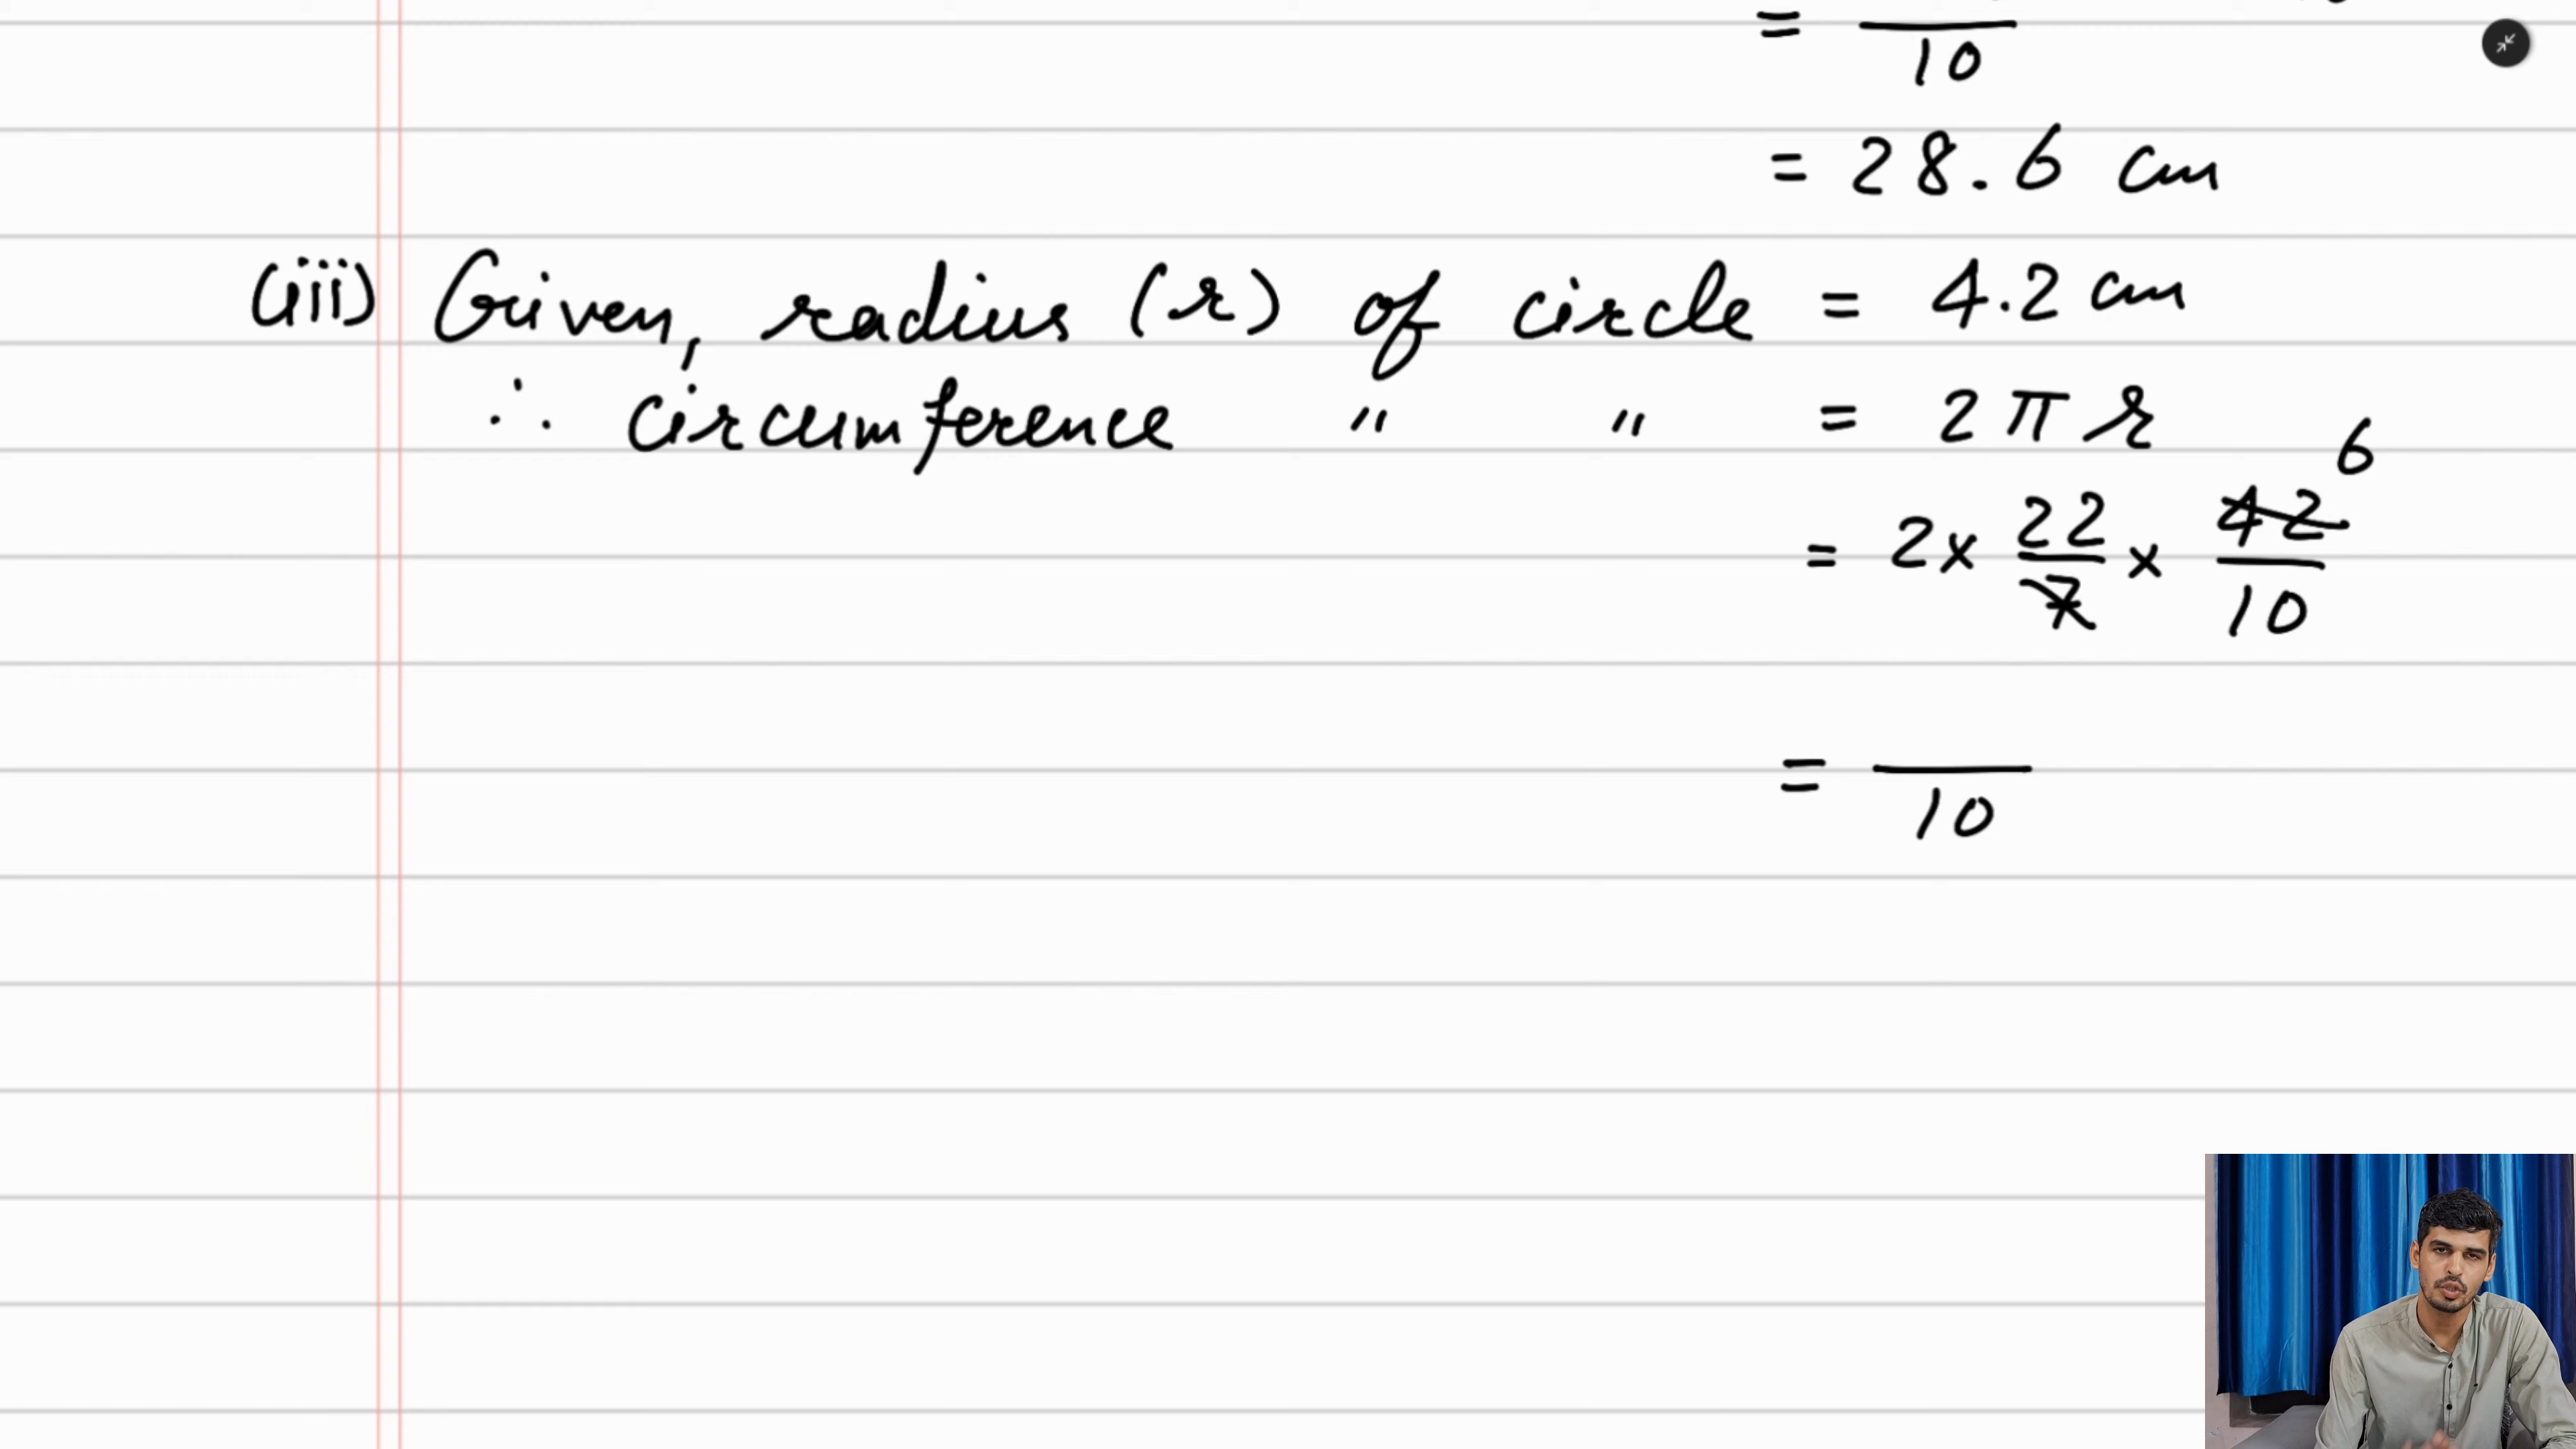 = /10
= 28.6 cm
(iii) Given, radius (r) of circle = 4.2 cm
∴ circumference " " = 2πr
= 2 × 22/7 × 42/10 6
= /10